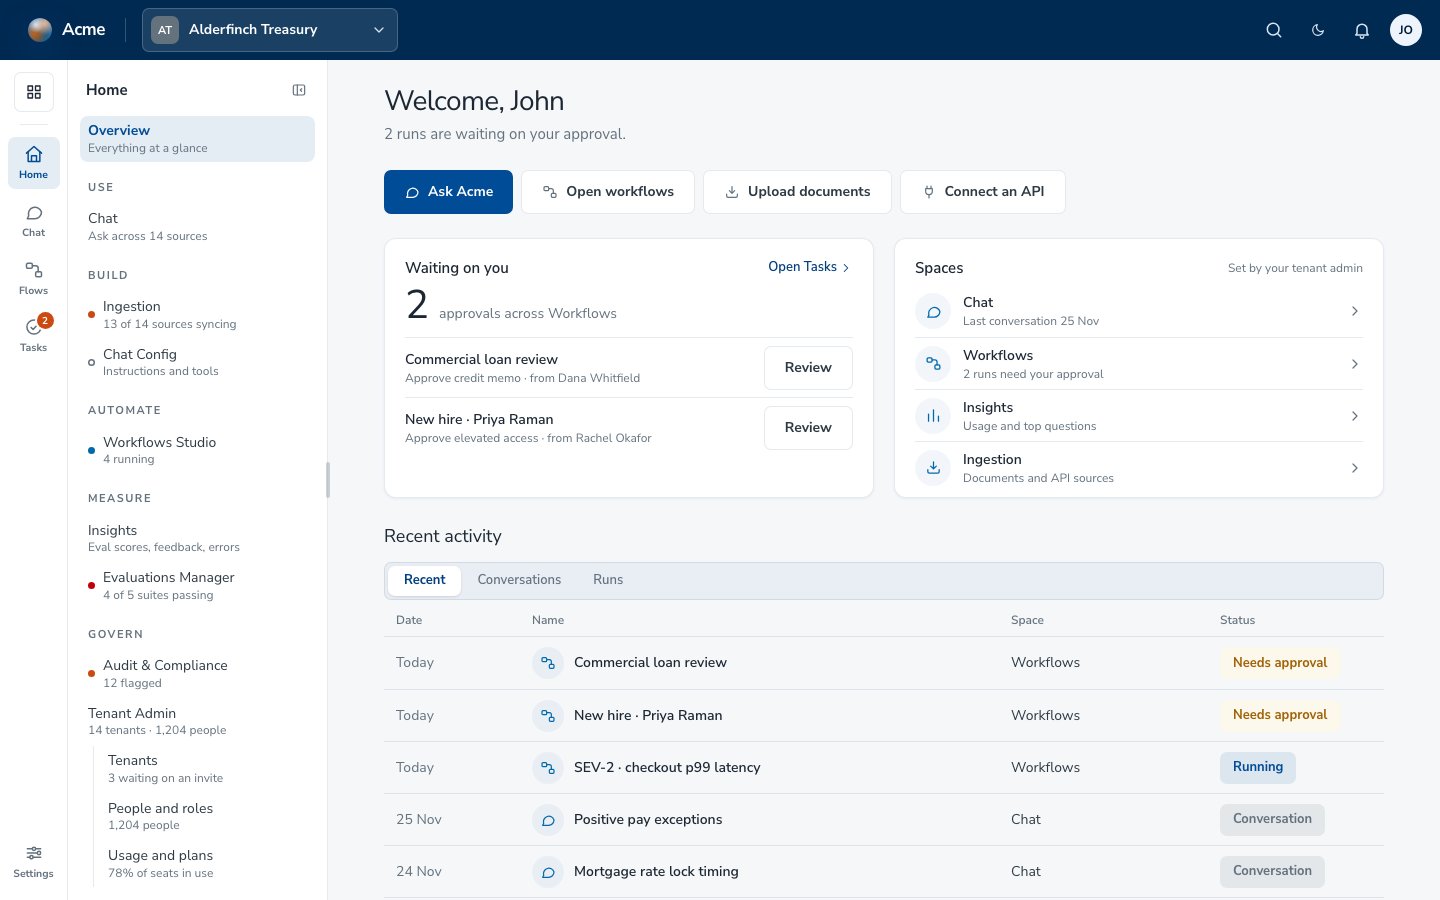 Acme
AT
Alderfinch Treasury
JO
Home
Chat
Flows
2
Tasks
Settings
Home
Overview
Everything at a glance
USE
Chat
Ask across 14 sources
BUILD
Ingestion
13 of 14 sources syncing
Chat Config
Instructions and tools
AUTOMATE
Workflows Studio
4 running
MEASURE
Insights
Eval scores, feedback, errors
Evaluations Manager
4 of 5 suites passing
GOVERN
Audit & Compliance
12 flagged
Tenant Admin
14 tenants · 1,204 people
Tenants
3 waiting on an invite
People and roles
1,204 people
Usage and plans
78% of seats in use
Welcome, John
2 runs are waiting on your approval.
Ask Acme
Open workflows
Upload documents
Connect an API
Waiting on you
Open Tasks
2 approvals across Workflows
Commercial loan review
Approve credit memo · from Dana Whitfield
Review
New hire · Priya Raman
Approve elevated access · from Rachel Okafor
Review
Spaces
Set by your tenant admin
Chat
Last conversation 25 Nov
Workflows
2 runs need your approval
Insights
Usage and top questions
Ingestion
Documents and API sources
Recent activity
Recent Conversations Runs
Date Name Space Status
Today Commercial loan review Workflows Needs approval
Today New hire · Priya Raman Workflows Needs approval
Today SEV-2 · checkout p99 latency Workflows Running
25 Nov Positive pay exceptions Chat Conversation
24 Nov Mortgage rate lock timing Chat Conversation